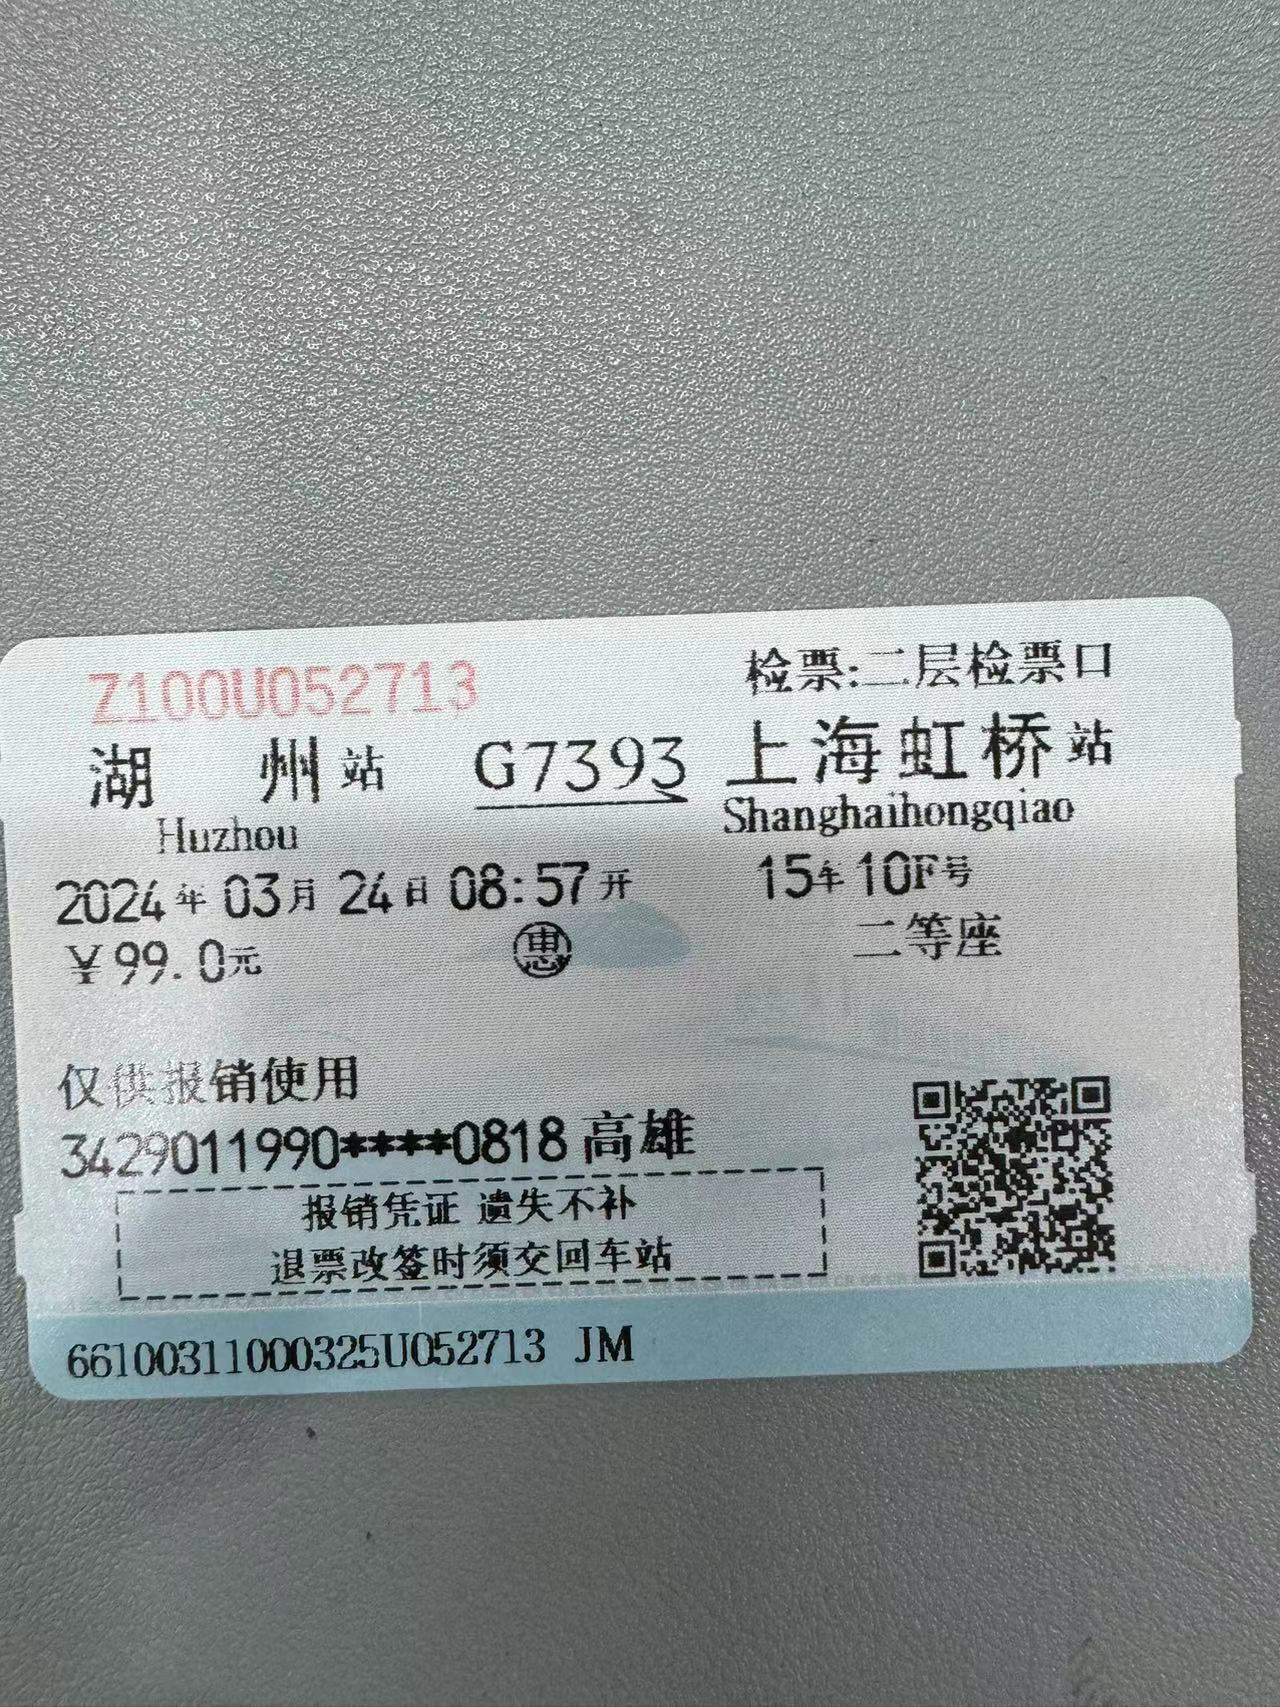 Z100U052713 检票:二层检票口
湖州站 G7393 上海虹桥站
Huzhou Shanghaihongqiao
2024年03月24日08:57开 15车10F号
¥99.0元 惠 二等座
仅供报销使用
3429011990****0818高雄
报销凭证 遗失不补
退票改签时须交回车站
66100311000325U052713 JM